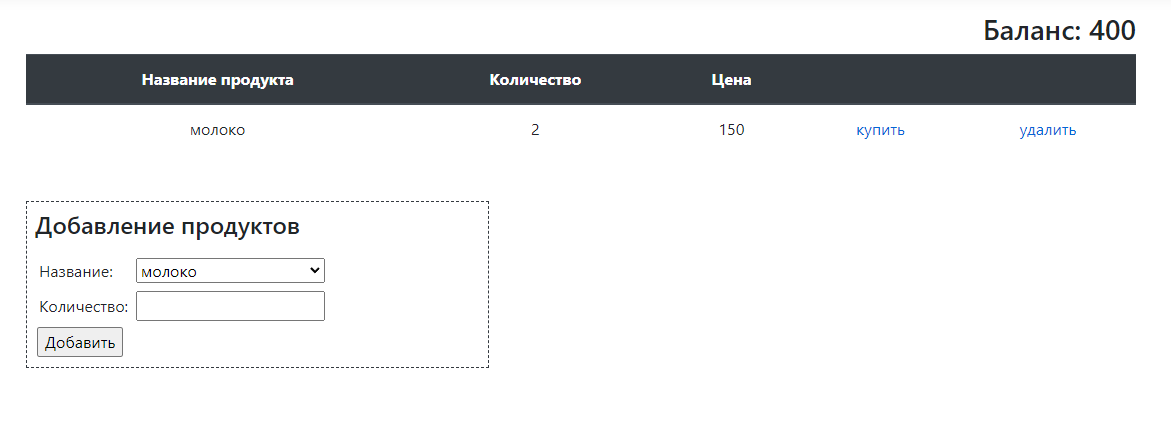 Баланс: 400
Название продукта Количество Цена
молоко 2 150 купить удалить
Добавление продуктов
Название: молоко
Количество:
Добавить